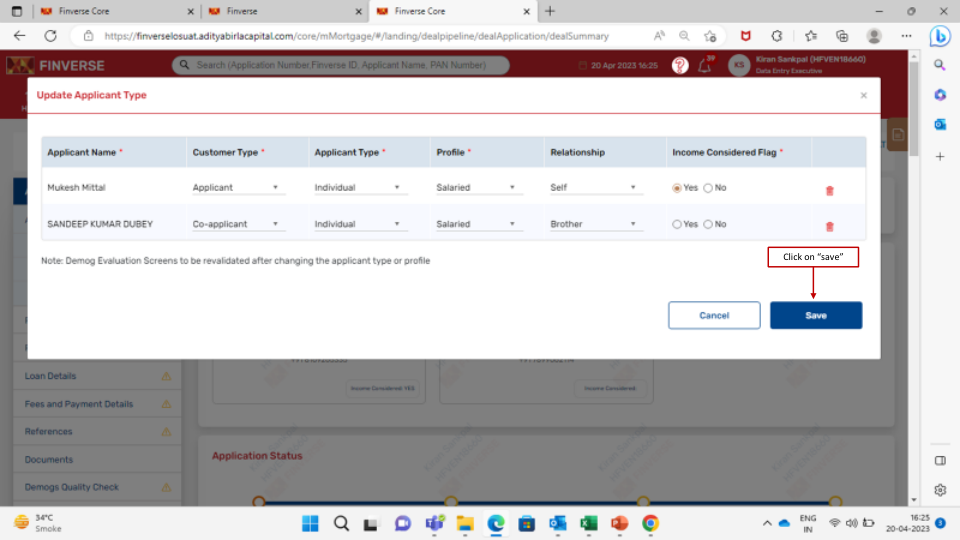 Finverse Core
Finverse
Finverse Core
https://finverselosuat.adityabirlacapital.com/core/mMortgage/#/landing/dealpipeline/dealApplication/dealSummary
FINVERSE
Search (Application Number,Finverse ID, Applicant Name, PAN Number)
20 Apr 2023 16:25
39
KS
Kiran Sankpal (HFVEN18660)
Data Entry Executive
Update Applicant Type
Applicant Name * Customer Type * Applicant Type * Profile * Relationship Income Considered Flag *
Mukesh Mittal Applicant Individual Salaried Self Yes No
SANDEEP KUMAR DUBEY Co-applicant Individual Salaried Brother Yes No
Note: Demog Evaluation Screens to be revalidated after changing the applicant type or profile
Click on "save"
Cancel Save
Loan Details
Fees and Payment Details
References
Documents
Demogs Quality Check
Income Considered: YES
Income Considered:
Application Status
34°C
Smoke
ENG
IN
16:25
20-04-2023
3